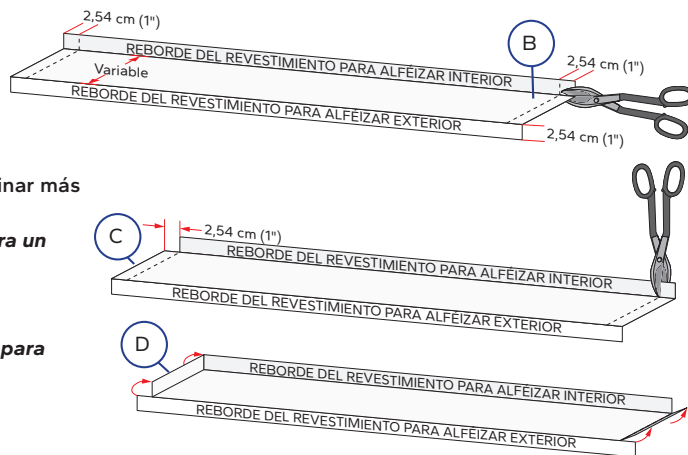 2,54 cm (1")
B
REBORDE DEL REVESTIMIENTO PARA ALFÉIZAR INTERIOR
2,54 cm (1")
Variable
REBORDE DEL REVESTIMIENTO PARA ALFÉIZAR EXTERIOR
2,54 cm (1")
inar más
ra un
C
2,54 cm (1")
REBORDE DEL REVESTIMIENTO PARA ALFÉIZAR INTERIOR
REBORDE DEL REVESTIMIENTO PARA ALFÉIZAR EXTERIOR
para
D
REBORDE DEL REVESTIMIENTO PARA ALFÉIZAR INTERIOR
REBORDE DEL REVESTIMIENTO PARA ALFÉIZAR EXTERIOR